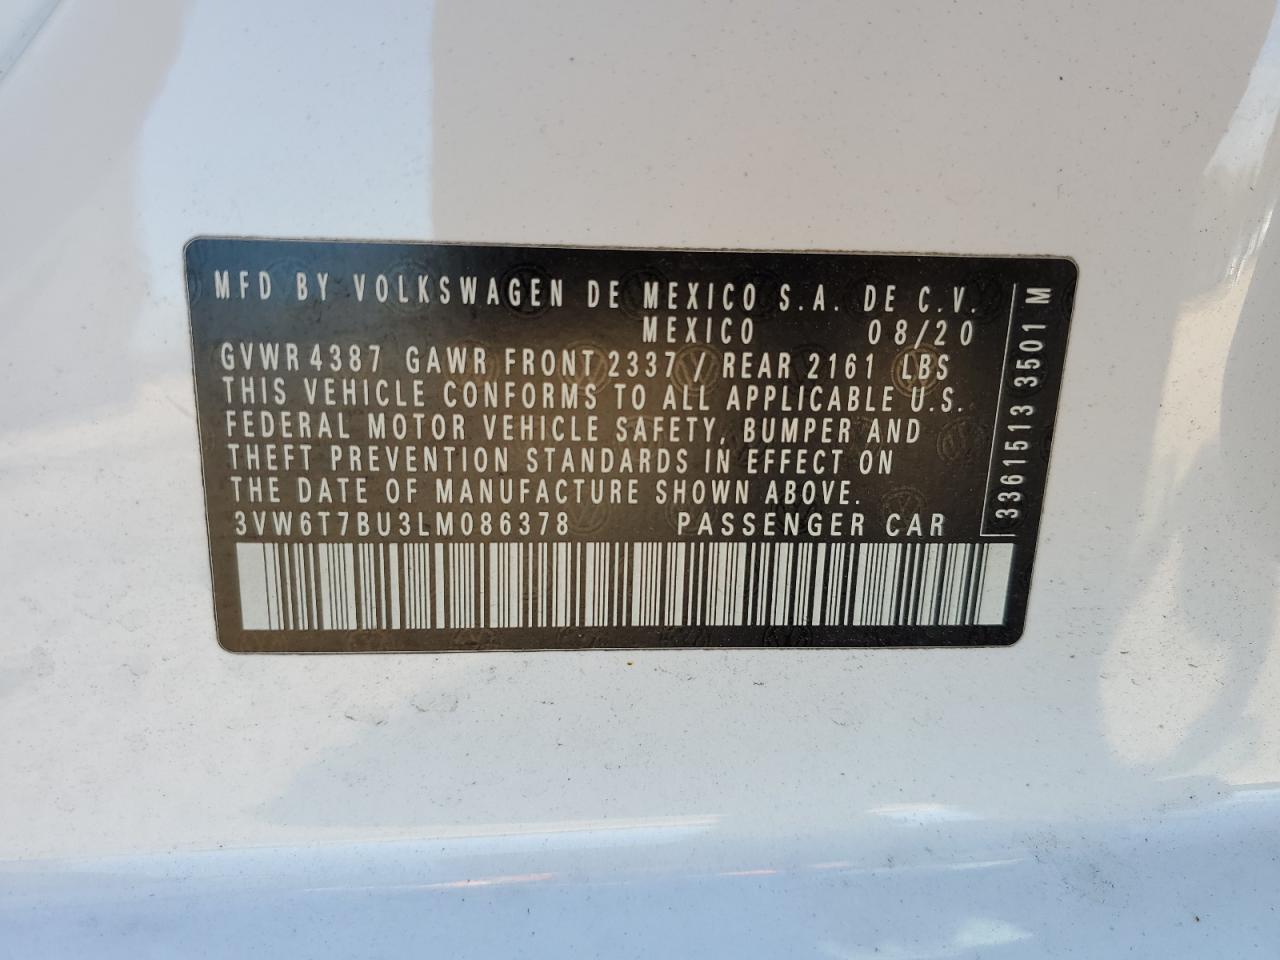 MFD BY VOLKSWAGEN DE MEXICO S.A. DE C.V.
MEXICO 08/20
GVWR 4387 GAWR FRONT 2337 / REAR 2161 LBS
THIS VEHICLE CONFORMS TO ALL APPLICABLE U.S.
FEDERAL MOTOR VEHICLE SAFETY, BUMPER AND
THEFT PREVENTION STANDARDS IN EFFECT ON
THE DATE OF MANUFACTURE SHOWN ABOVE.
3VW6T7BU3LM086378 PASSENGER CAR
3361513 3501 M